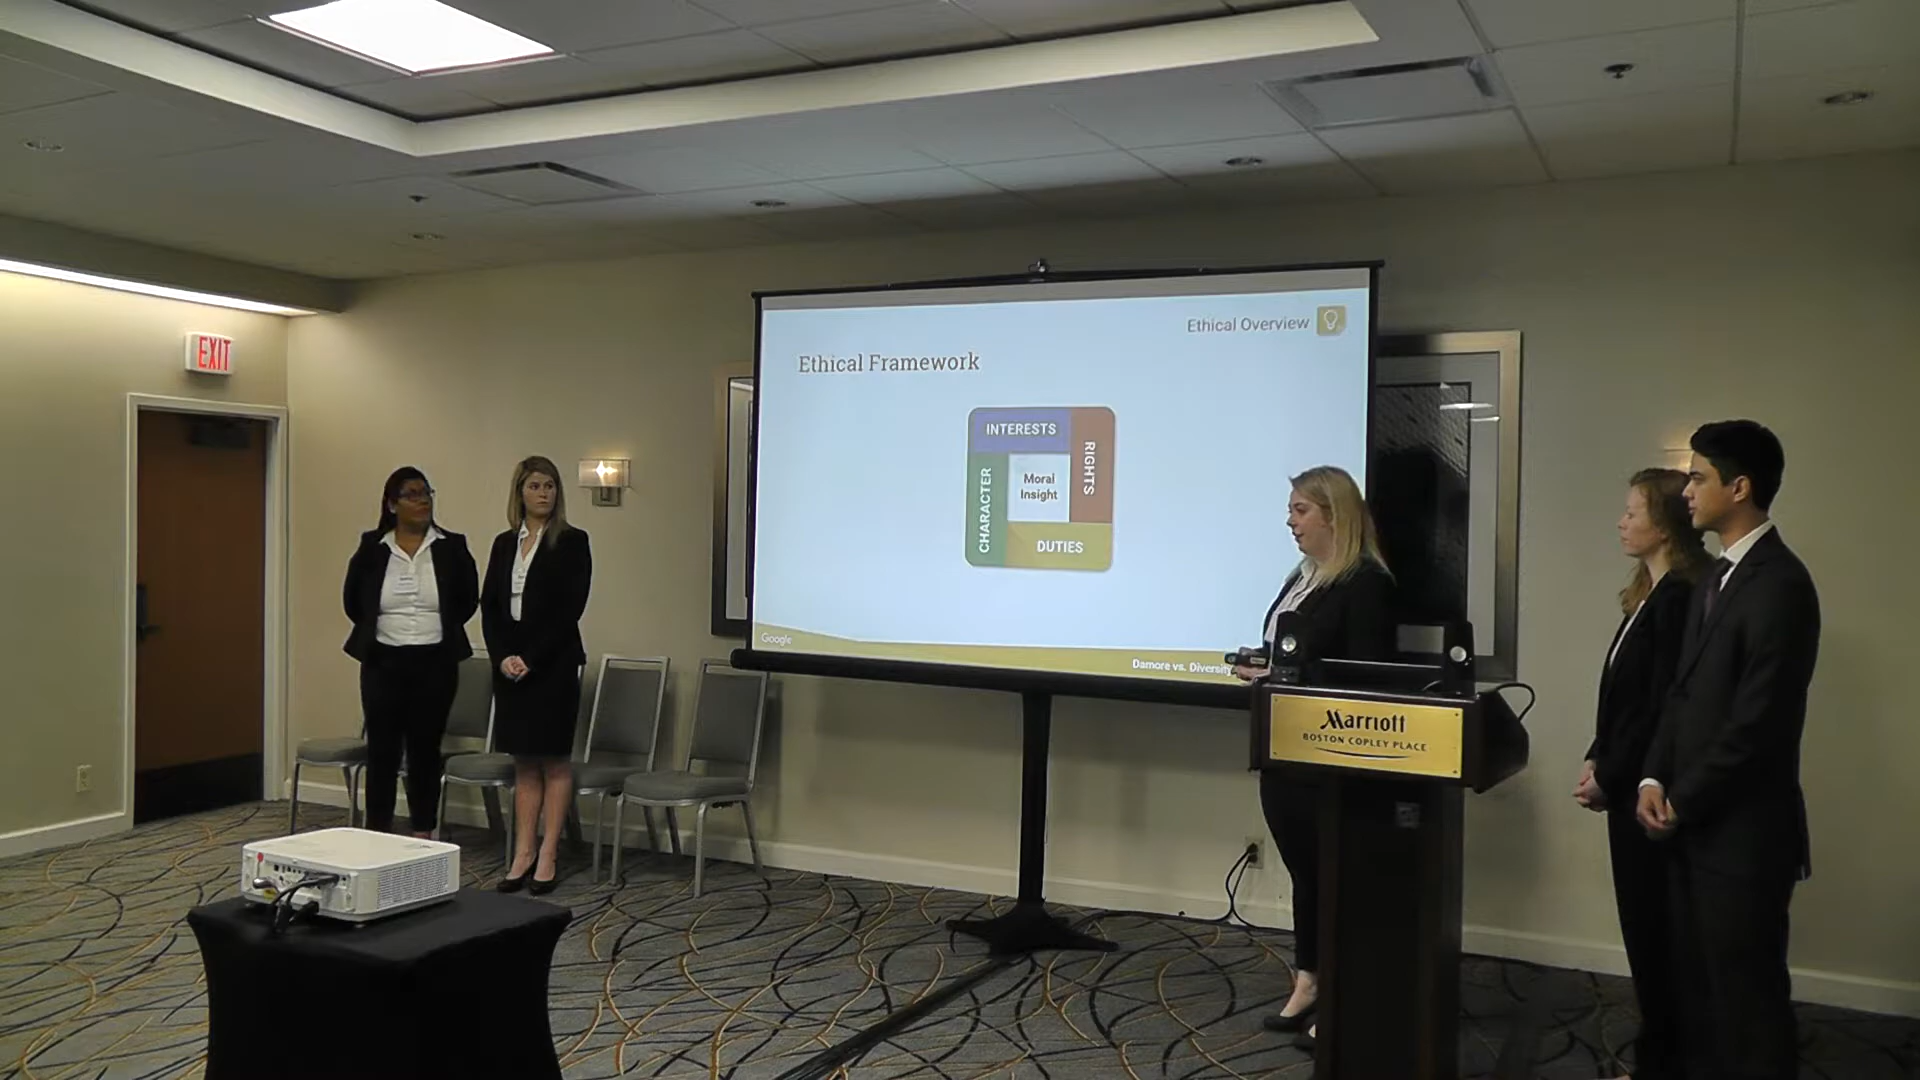 EXIT
Ethical Overview
Ethical Framework
INTERESTS
RIGHTS
Moral
Insight
CHARACTER
DUTIES
Google
Damore vs. Diversity
Marriott
BOSTON COPLEY PLACE